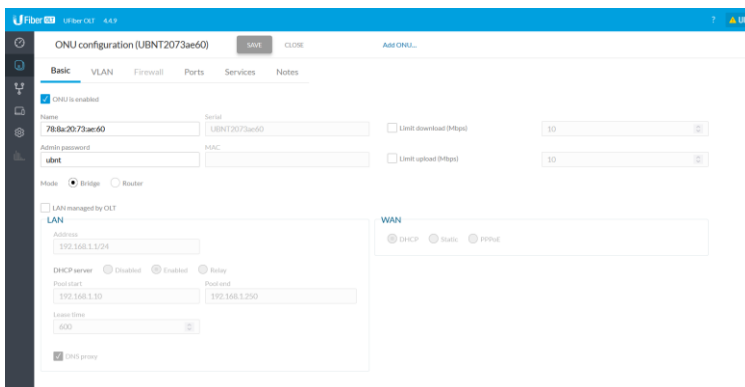 U Fiber OLT UFiber OLT 4.4.9 ?
ONU configuration (UBNT2073ae60) SAVE CLOSE Add ONU...
Basic VLAN Firewall Ports Services Notes
ONU is enabled
Name Serial
78:8a:20:73:ae:60 UBNT2073ae60 Limit download (Mbps) 10
Admin password MAC
ubnt Limit upload (Mbps) 10
Mode Bridge Router
LAN managed by OLT
LAN WAN
Address
192.168.1.1/24 DHCP Static PPPoE
DHCP server Disabled Enabled Relay
Pool start Pool end
192.168.1.10 192.168.1.250
Lease time
600
DNS proxy